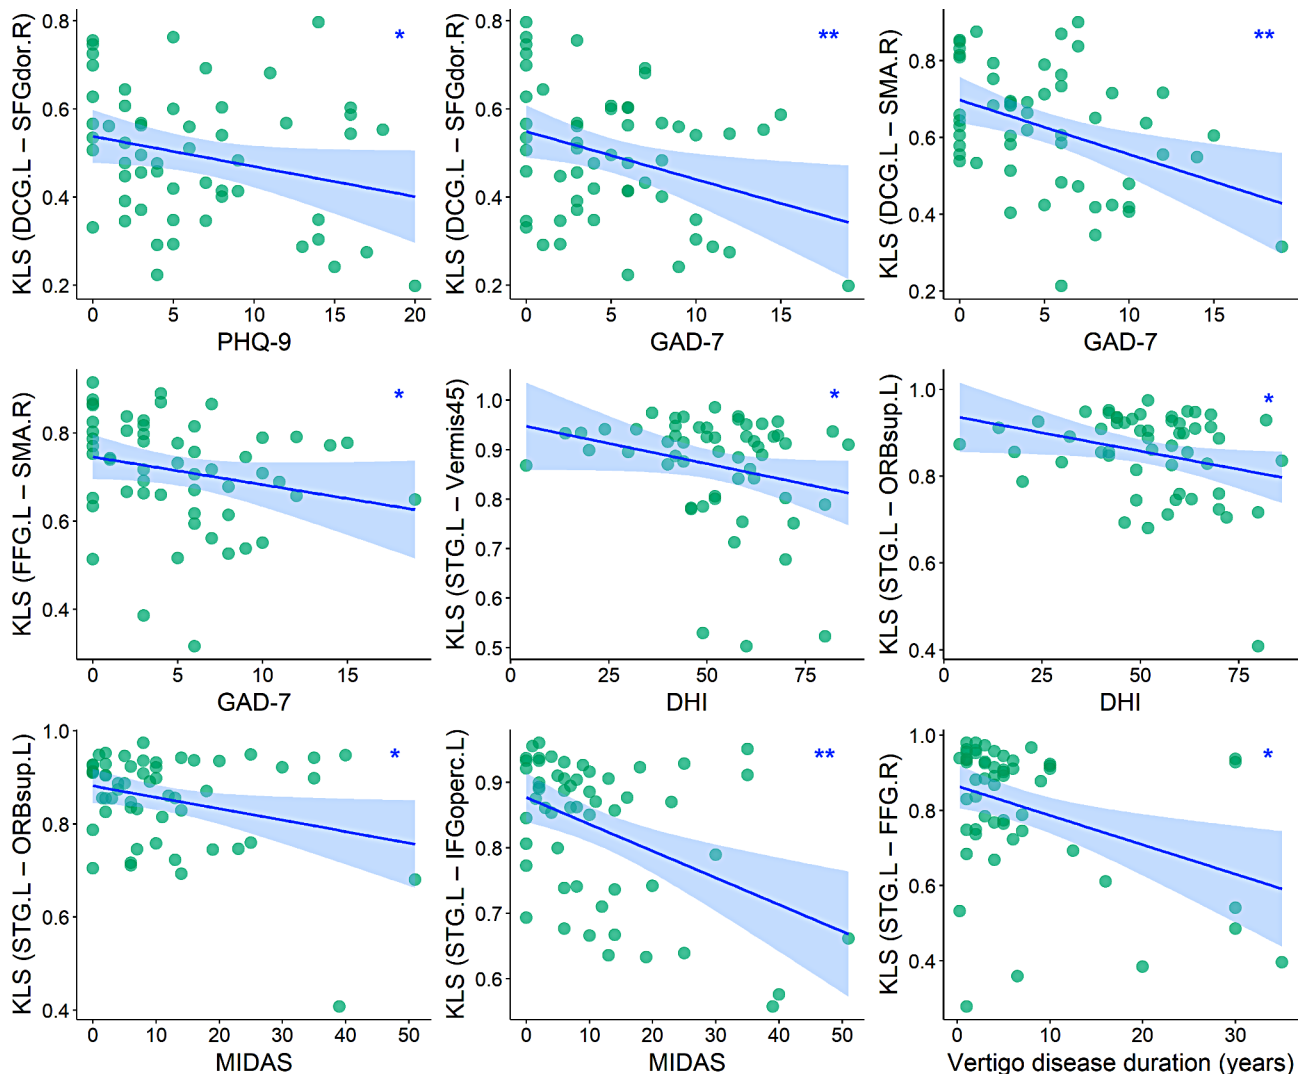 KLS (DCG.L – SFGdor.R)
0.8
0.6
0.4
0.2
*
0 5 10 15 20
PHQ-9
KLS (DCG.L – SFGdor.R)
0.8
0.6
0.4
0.2
**
0 5 10 15
GAD-7
KLS (DCG.L – SMA.R)
0.8
0.6
0.4
0.2
**
0 5 10 15
GAD-7
KLS (FFG.L – SMA.R)
0.8
0.6
0.4
*
0 5 10 15
GAD-7
KLS (STG.L – Vermis45)
1.0
0.9
0.8
0.7
0.6
0.5
*
0 25 50 75
DHI
KLS (STG.L – ORBsup.L)
1.0
0.8
0.6
0.4
*
0 25 50 75
DHI
KLS (STG.L – ORBsup.L)
1.0
0.8
0.6
0.4
*
0 10 20 30 40 50
MIDAS
KLS (STG.L – IFGoperc.L)
0.9
0.8
0.7
0.6
**
0 10 20 30 40 50
MIDAS
KLS (STG.L – FFG.R)
1.0
0.8
0.6
0.4
*
0 10 20 30
Vertigo disease duration (years)